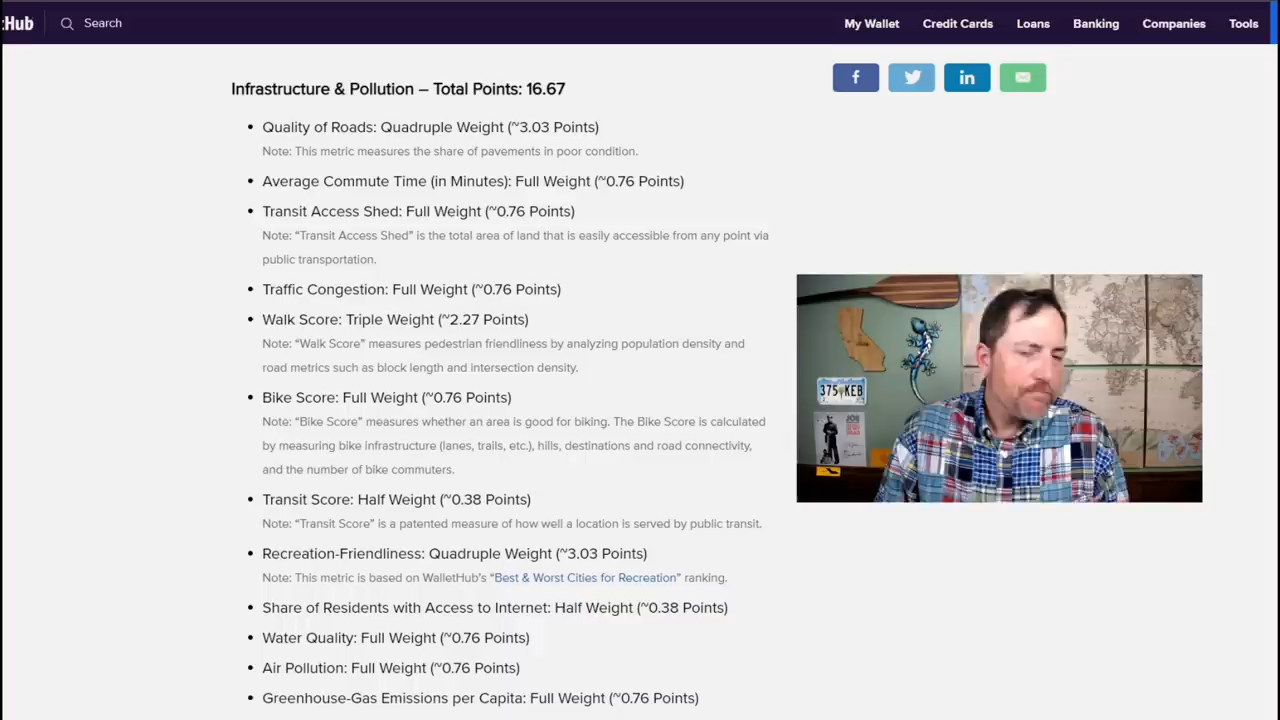 Hub
Search
My Wallet
Credit Cards
Loans
Banking
Companies
Tools
Infrastructure & Pollution – Total Points: 16.67
• Quality of Roads: Quadruple Weight (~3.03 Points)
Note: This metric measures the share of pavements in poor condition.
• Average Commute Time (in Minutes): Full Weight (~0.76 Points)
• Transit Access Shed: Full Weight (~0.76 Points)
Note: “Transit Access Shed” is the total area of land that is easily accessible from any point via
public transportation.
• Traffic Congestion: Full Weight (~0.76 Points)
• Walk Score: Triple Weight (~2.27 Points)
Note: “Walk Score” measures pedestrian friendliness by analyzing population density and
road metrics such as block length and intersection density.
• Bike Score: Full Weight (~0.76 Points)
Note: “Bike Score” measures whether an area is good for biking. The Bike Score is calculated
by measuring bike infrastructure (lanes, trails, etc.), hills, destinations and road connectivity,
and the number of bike commuters.
• Transit Score: Half Weight (~0.38 Points)
Note: “Transit Score” is a patented measure of how well a location is served by public transit.
• Recreation-Friendliness: Quadruple Weight (~3.03 Points)
Note: This metric is based on WalletHub’s “Best & Worst Cities for Recreation” ranking.
• Share of Residents with Access to Internet: Half Weight (~0.38 Points)
• Water Quality: Full Weight (~0.76 Points)
• Air Pollution: Full Weight (~0.76 Points)
• Greenhouse-Gas Emissions per Capita: Full Weight (~0.76 Points)
375 KEB